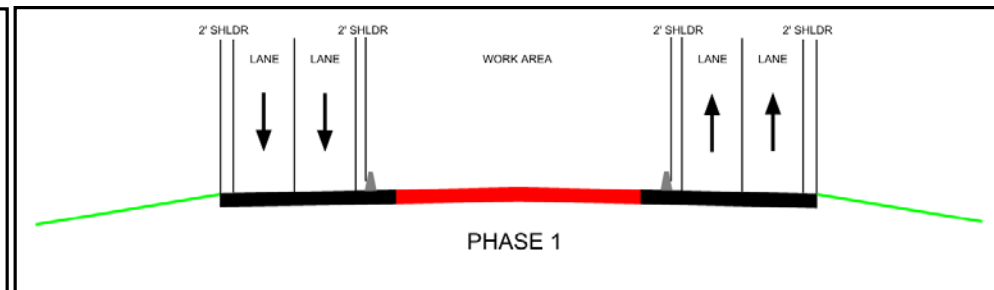 2' SHLDR 2' SHLDR 2' SHLDR 2' SHLDR
LANE LANE WORK AREA LANE LANE
PHASE 1